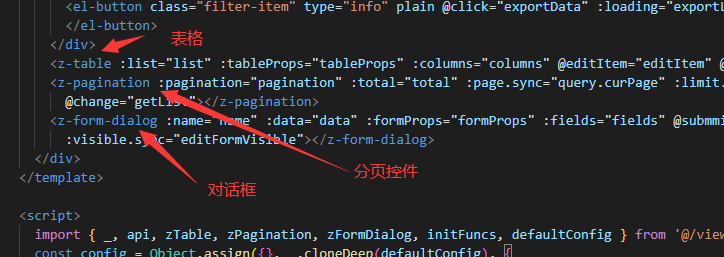 <el-button class="filter-item" type="info" plain @click="exportData" :loading="exportL
</el-button>
</div>
表格
<z-table :list="list" :tableProps="tableProps" :columns="columns" @editItem="editItem" @
<z-pagination :pagination="pagination" :total="total" :page.sync="query.curPage" :limit.
@change="getList"></z-pagination>
<z-form-dialog :name="name" :data="data" :formProps="formProps" :fields="fields" @submmi
:visible.sync="editFormVisible"></z-form-dialog>
</div>
分页控件
对话框
</template>
<script>
import { _, api, zTable, zPagination, zFormDialog, initFuncs, defaultConfig } from '@/view
const config = Object.assign({}, _.cloneDeep(defaultConfig), {